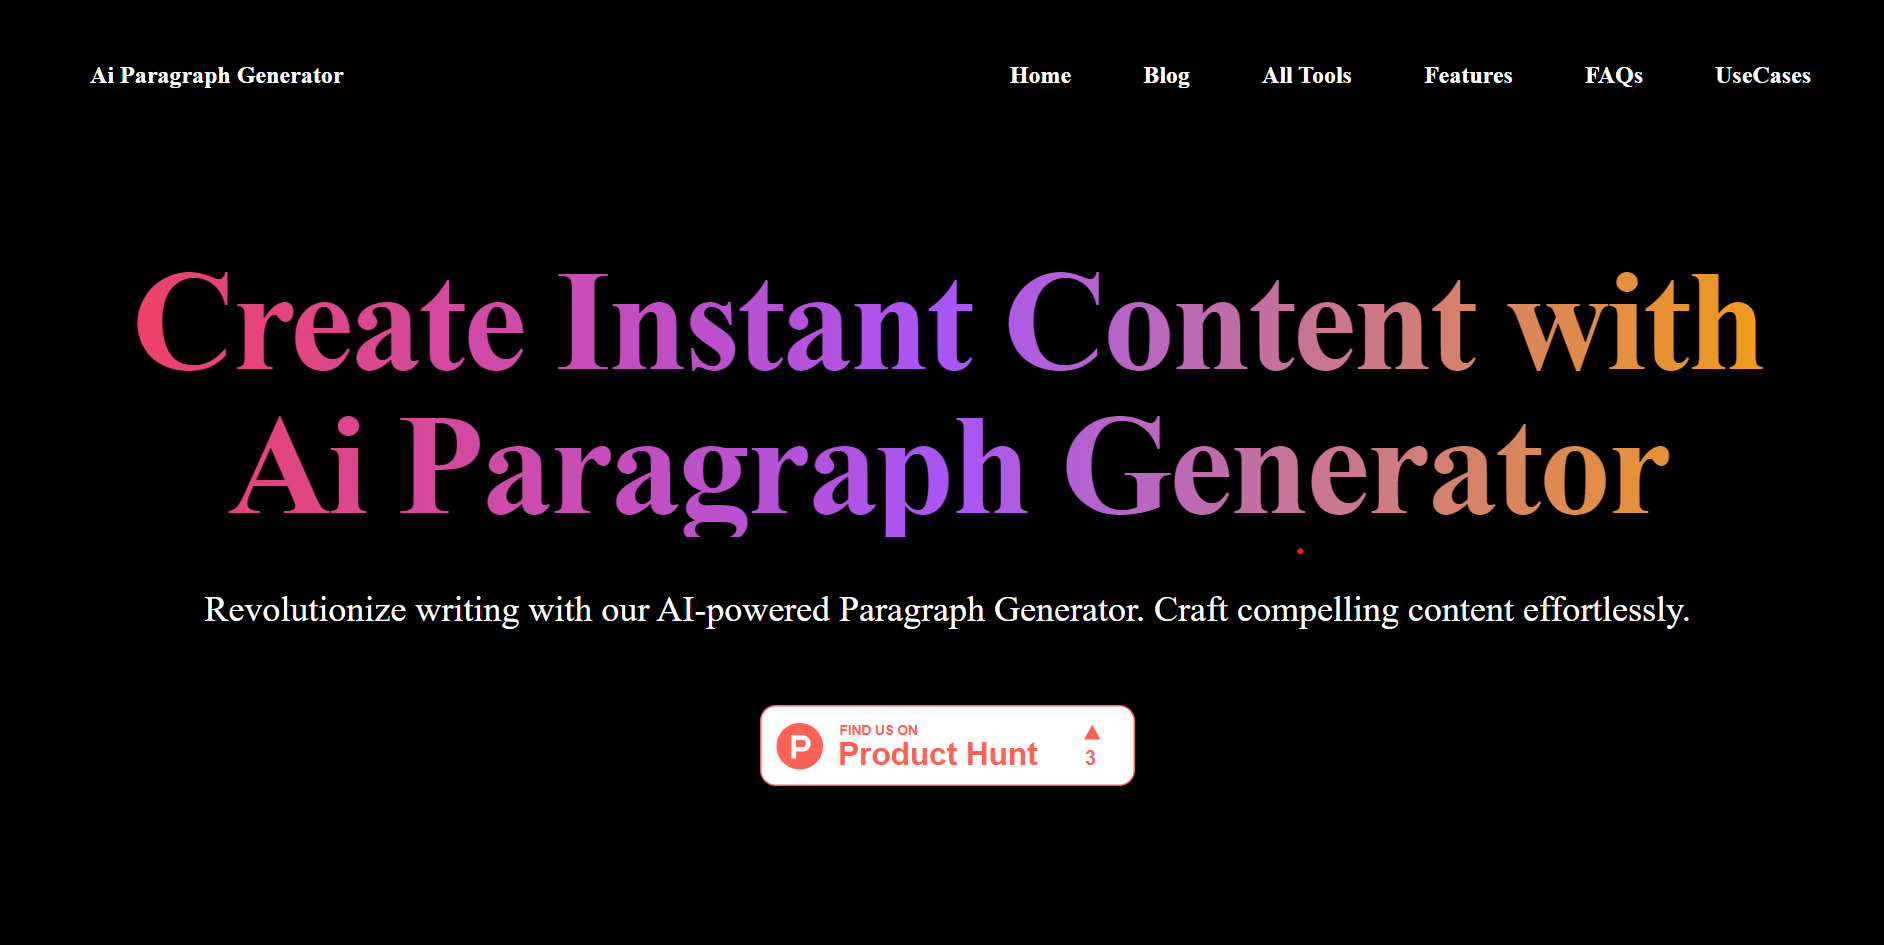 Ai Paragraph Generator
Home Blog All Tools Features FAQs UseCases
Create Instant Content with
Ai Paragraph Generator
Revolutionize writing with our AI-powered Paragraph Generator. Craft compelling content effortlessly.
P
FIND US ON
Product Hunt
3